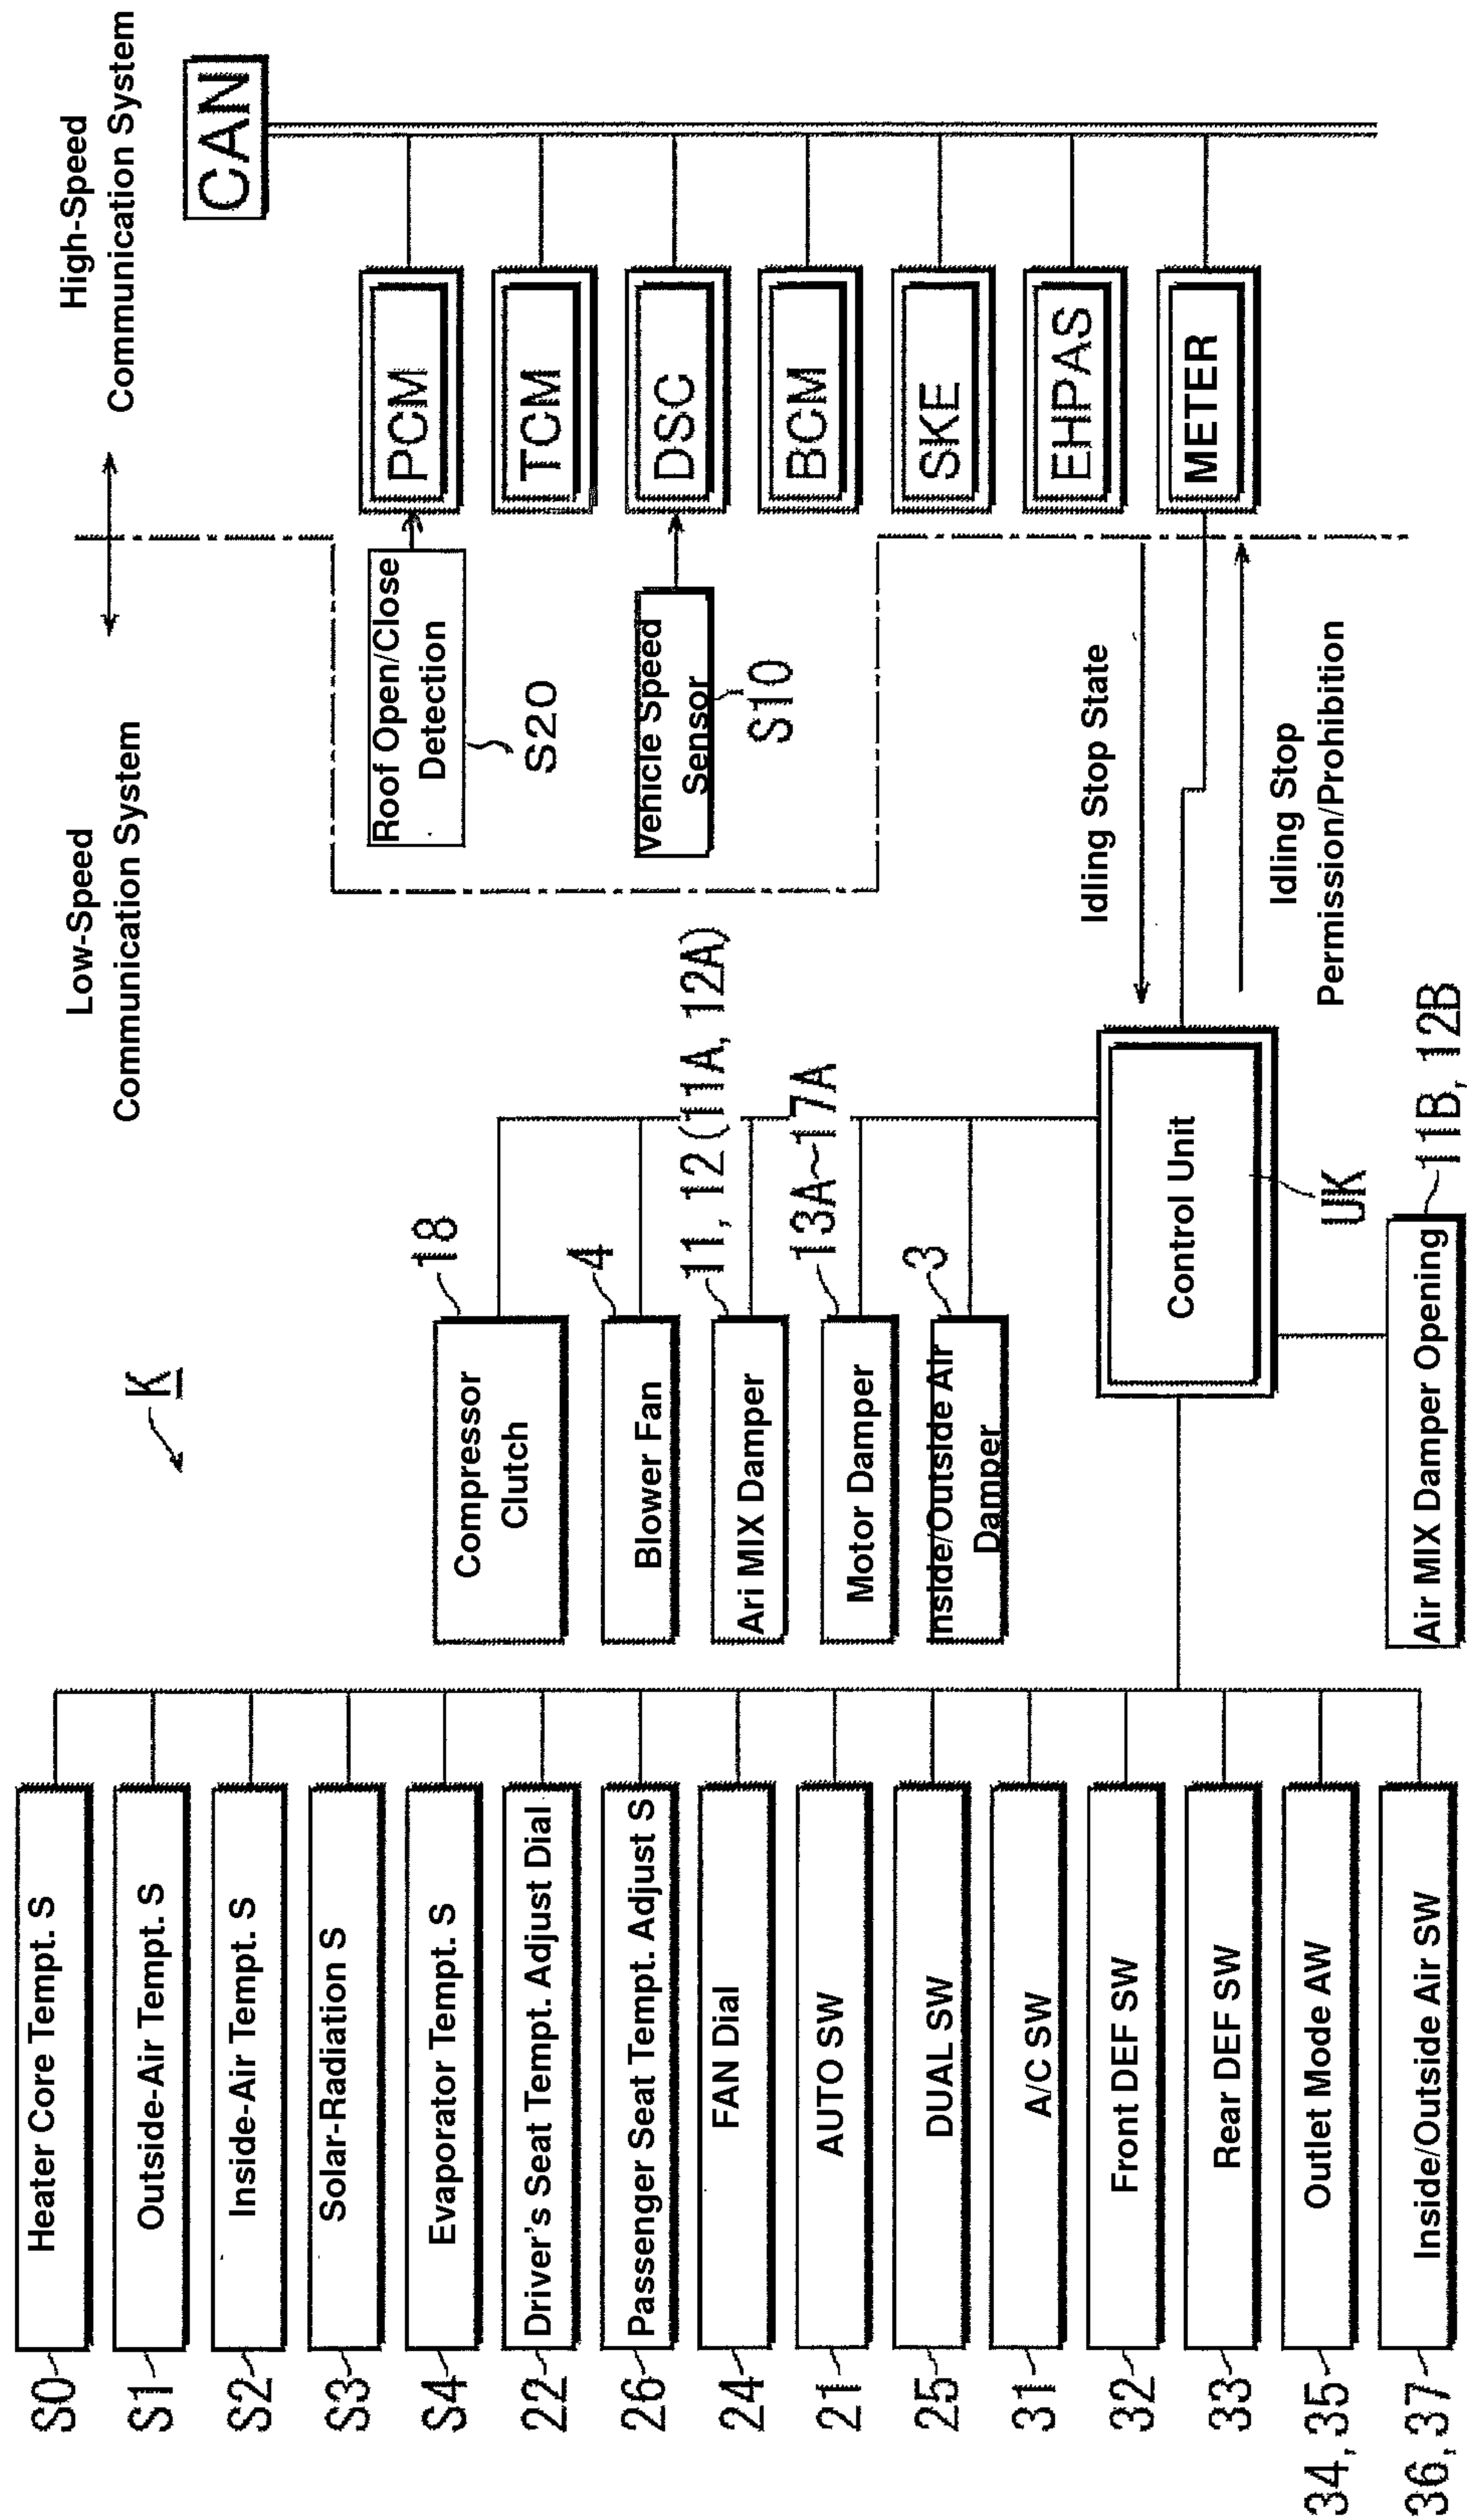 K
Low-Speed
Communication System
High-Speed
Communication System
CAN
S0
Heater Core Tempt. S
S1
Outside-Air Tempt. S
S2
Inside-Air Tempt. S
S3
Solar-Radiation S
S4
Evaporator Tempt. S
22
Driver's Seat Tempt. Adjust Dial
26
Passenger Seat Tempt. Adjust S
24
FAN Dial
21
AUTO SW
25
DUAL SW
31
A/C SW
32
Front DEF SW
33
Rear DEF SW
34, 35
Outlet Mode AW
36, 37
Inside/Outside Air SW
Compressor
Clutch
18
Blower Fan
4
Ari MIX Damper
11, 12 (11A, 12A)
Motor Damper
13A~17A
Inside/Outside Air
Damper
3
Control Unit
UK
Air MIX Damper Opening
11B, 12B
Roof Open/Close
Detection
S20
Vehicle Speed
Sensor
S10
Idling Stop State
Idling Stop
Permission/Prohibition
PCM
TCM
DSC
BCM
SKE
EHPAS
METER